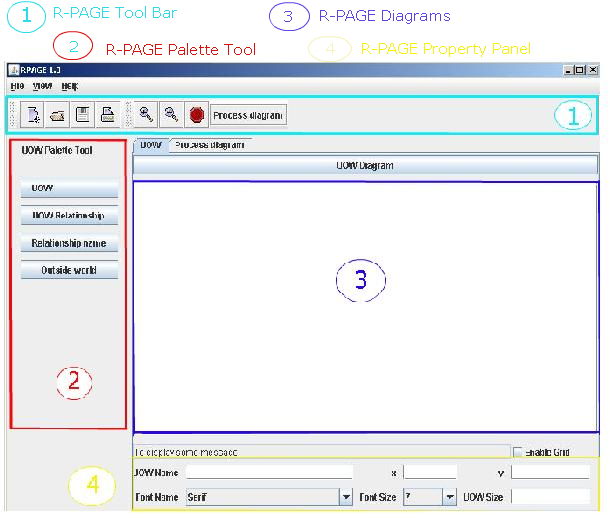 1 R-PAGE Tool Bar
3 R-PAGE Diagrams
2 R-PAGE Palette Tool
4 R-PAGE Property Panel
RPAGE 1.0
File View Help
Process diagram
1
UOW Palette Tool
UOW Process diagram
UOW Diagram
UOW
UOW Relationship
Relationship name
Outside world
3
2
To display some message Enable Grid
UOW Name x y
4
Font Name Serif Font Size 7 UOW Size